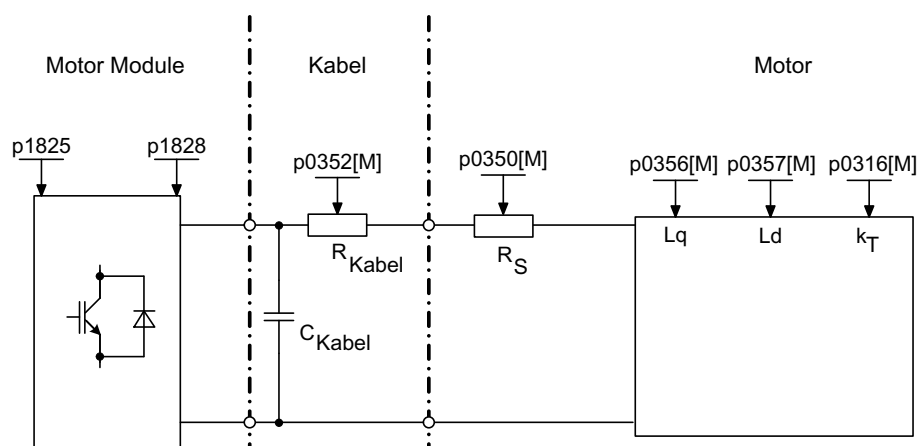 Motor Module
Kabel
Motor
p1825
p1828
p0352[M]
p0350[M]
p0356[M]
p0357[M]
p0316[M]
R Kabel
R S
Lq
Ld
k T
C Kabel